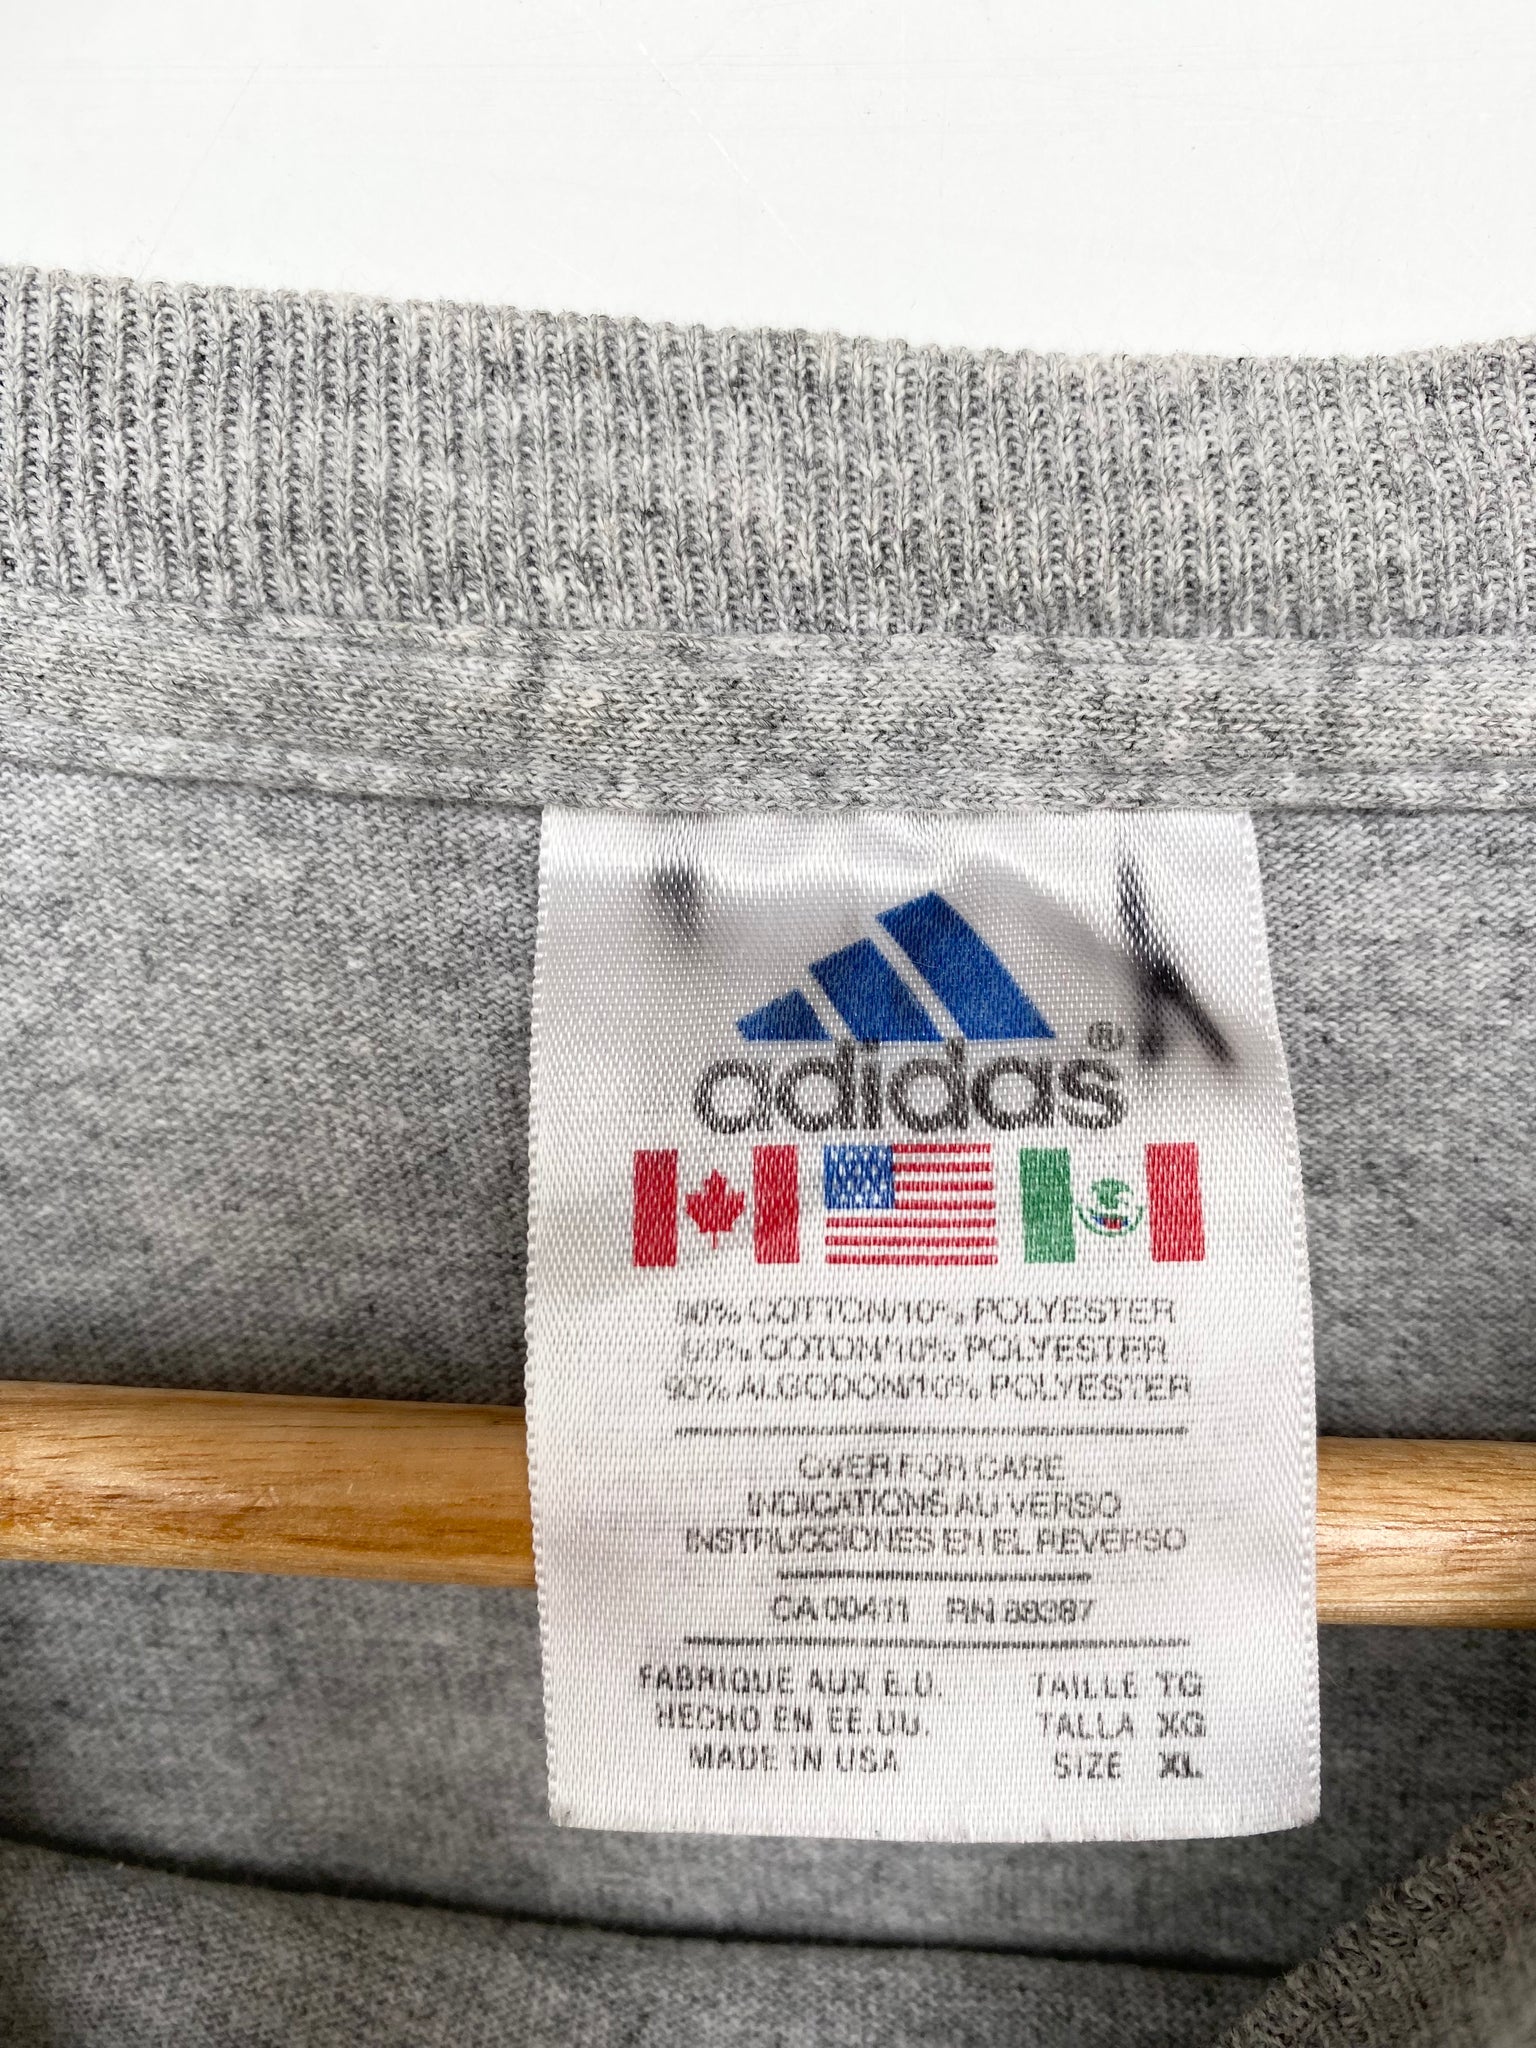 adidas®
90% COTTON/10% POLYESTER
90% COTON/10% POLYESTER
90% ALGODON/10% POLYESTER
OVER FOR CARE
INDICATIONS AU VERSO
INSTRUCCIONES EN EL REVERSO
CA 00411 RN 88387
FABRIQUE AUX E.U. TAILLE TG
HECHO EN EE.UU. TALLA XG
MADE IN USA SIZE XL